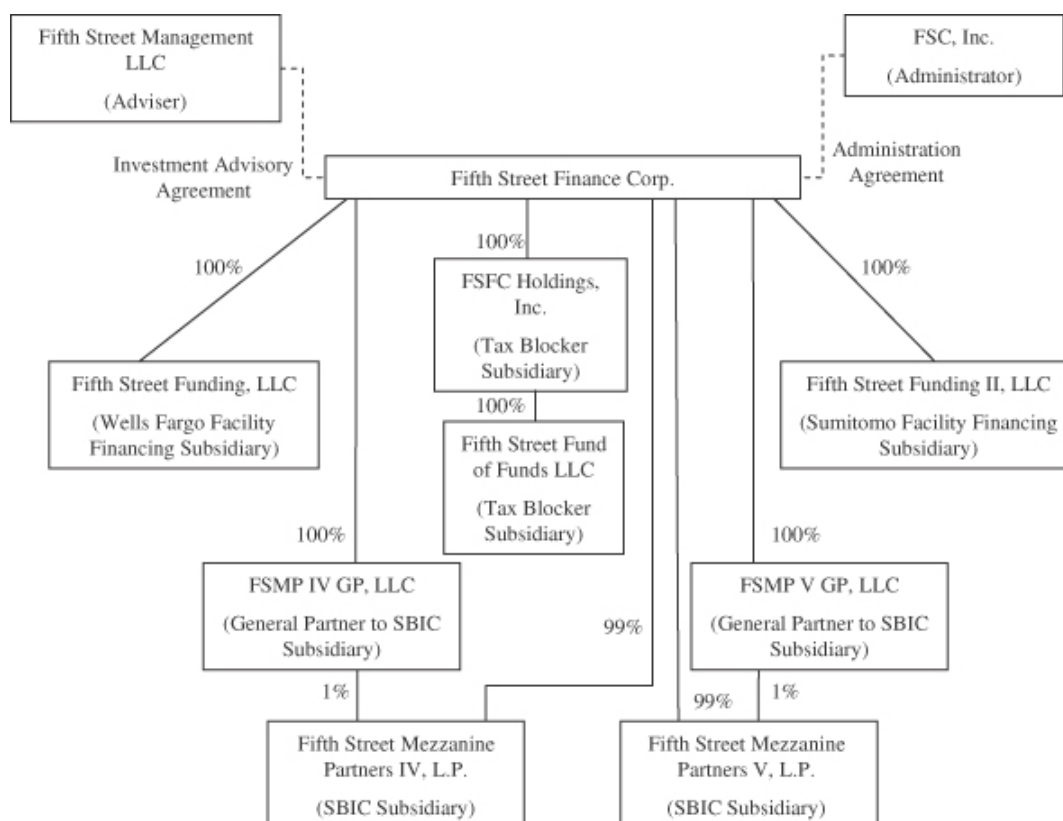 Fifth Street Management
LLC
(Adviser)
FSC, Inc.
(Administrator)
Investment Advisory
Agreement
Administration
Agreement
Fifth Street Finance Corp.
100%
100%
100%
FSFC Holdings,
Inc.
(Tax Blocker
Subsidiary)
Fifth Street Funding, LLC
(Wells Fargo Facility
Financing Subsidiary)
Fifth Street Funding II, LLC
(Sumitomo Facility Financing
Subsidiary)
100%
Fifth Street Fund
of Funds LLC
(Tax Blocker
Subsidiary)
100%
100%
FSMP IV GP, LLC
(General Partner to SBIC
Subsidiary)
FSMP V GP, LLC
(General Partner to SBIC
Subsidiary)
99%
1%
99%
1%
Fifth Street Mezzanine
Partners IV, L.P.
(SBIC Subsidiary)
Fifth Street Mezzanine
Partners V, L.P.
(SBIC Subsidiary)